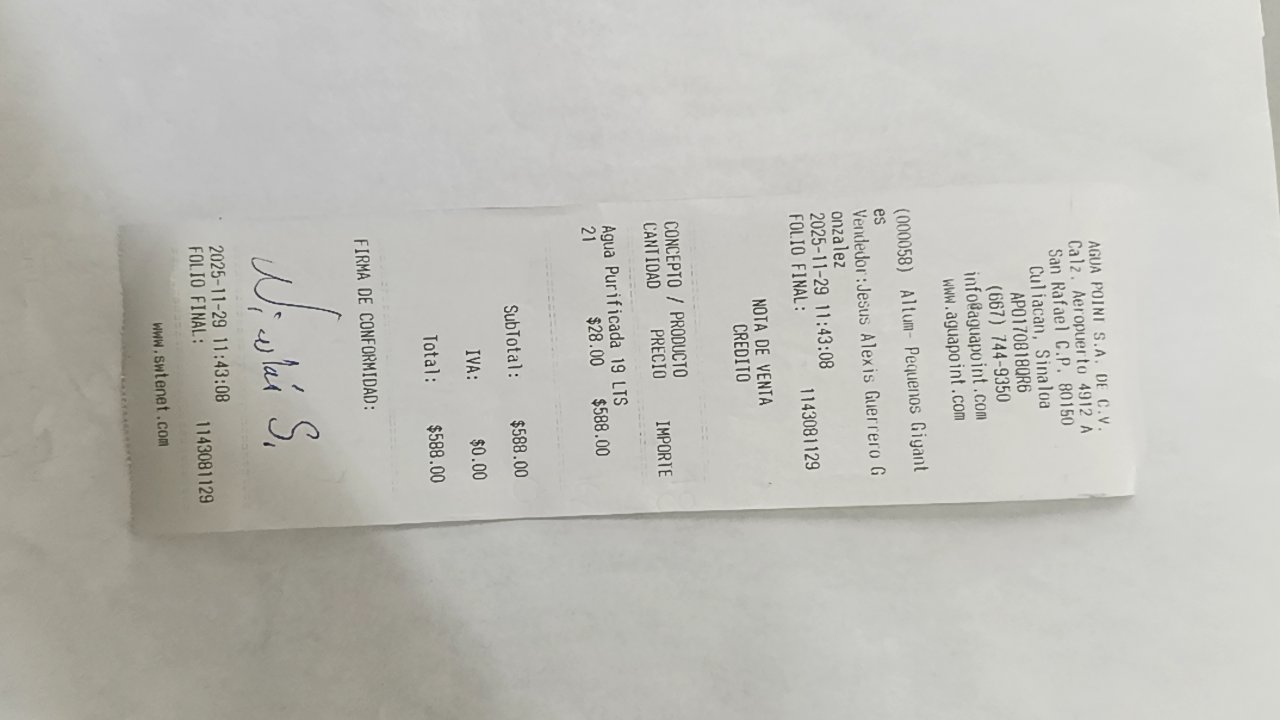 AGUA POINT S.A. DE C.V.
Calz. Aeropuerto 4912 A
San Rafael C.P. 80150
Culiacan, Sinaloa
APO170818QR6
(667) 744-9350
info@aguapoint.com
www.aguapoint.com
(000058) Altum- Pequenos Gigant
es
Vendedor:Jesus Alexis Guerrero G
onzalez
2025-11-29 11:43:08
FOLIO FINAL: 1143081129
NOTA DE VENTA
CREDITO
CONCEPTO / PRODUCTO
CANTIDAD PRECIO IMPORTE
Agua Purificada 19 LTS
21 $28.00 $588.00
SubTotal: $588.00
IVA: $0.00
Total: $588.00
FIRMA DE CONFORMIDAD:
Nicolás S.
2025-11-29 11:43:08
FOLIO FINAL: 1143081129
www.swtenet.com